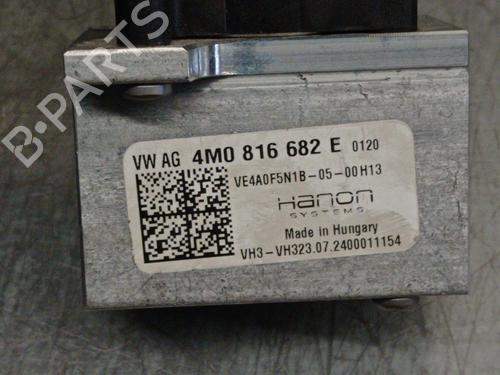 B-PARTS
VW AG 4M0 816 682 E 0120
VE4A0F5N1B-05-00H13
Hanon
SYSTEMS
Made in Hungary
VH3-VH323.07.2400011154